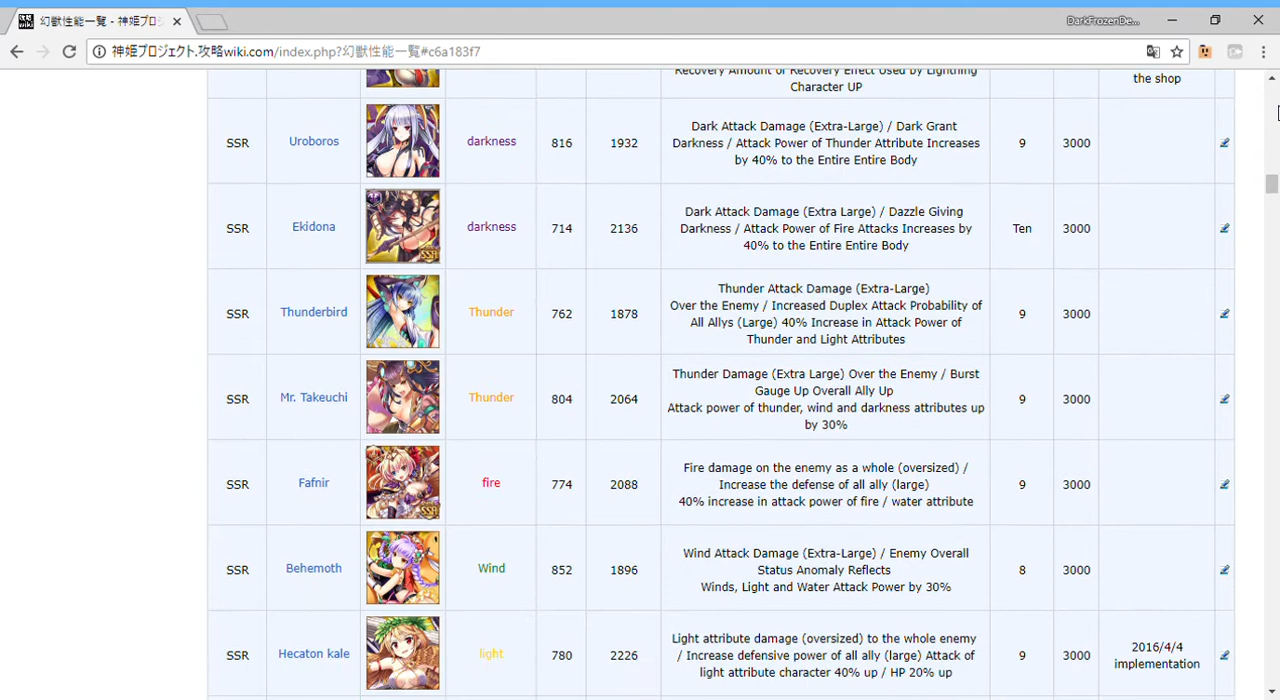 幻獣性能一覧 - 神姫プロジ
DarkFrozenDe...
神姫プロジェクト.攻略wiki.com/index.php?幻獣性能一覧#c6a183f7
Recovery Amount of Recovery Effect Used by Lightning
Character UP
the shop
SSR
Uroboros
darkness
816
1932
Dark Attack Damage (Extra-Large) / Dark Grant
Darkness / Attack Power of Thunder Attribute Increases
by 40% to the Entire Entire Body
9
3000
SSR
Ekidona
darkness
714
2136
Dark Attack Damage (Extra Large) / Dazzle Giving
Darkness / Attack Power of Fire Attacks Increases by
40% to the Entire Entire Body
Ten
3000
SSR
Thunderbird
Thunder
762
1878
Thunder Attack Damage (Extra-Large)
Over the Enemy / Increased Duplex Attack Probability of
All Allys (Large) 40% Increase in Attack Power of
Thunder and Light Attributes
9
3000
SSR
Mr. Takeuchi
Thunder
804
2064
Thunder Damage (Extra Large) Over the Enemy / Burst
Gauge Up Overall Ally Up
Attack power of thunder, wind and darkness attributes up
by 30%
9
3000
SSR
Fafnir
fire
774
2088
Fire damage on the enemy as a whole (oversized) /
Increase the defense of all ally (large)
40% increase in attack power of fire / water attribute
9
3000
SSR
Behemoth
Wind
852
1896
Wind Attack Damage (Extra-Large) / Enemy Overall
Status Anomaly Reflects
Winds, Light and Water Attack Power by 30%
8
3000
SSR
Hecaton kale
light
780
2226
Light attribute damage (oversized) to the whole enemy
/ Increase defensive power of all ally (large) Attack of
light attribute character 40% up / HP 20% up
9
3000
2016/4/4
implementation